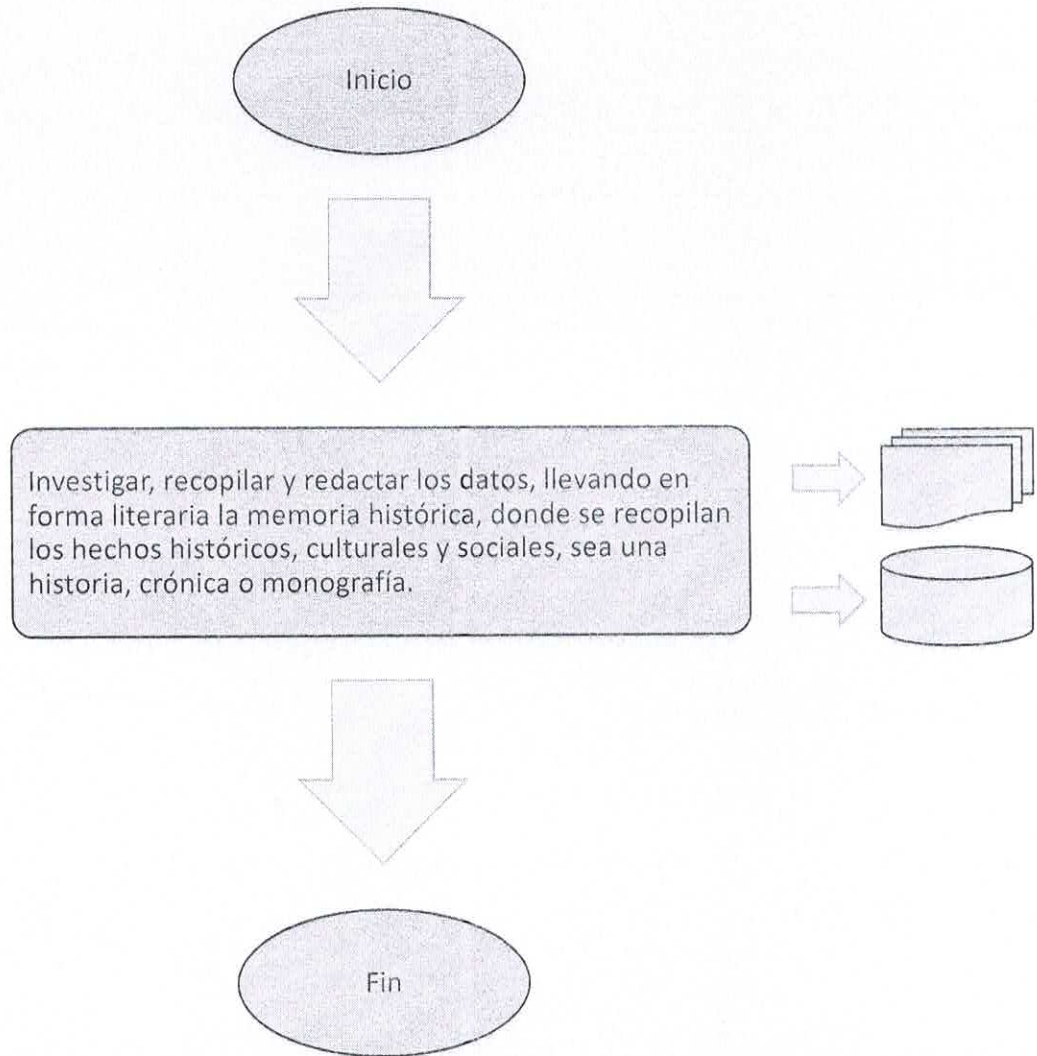 Inicio
Investigar, recopilar y redactar los datos, llevando en
forma literaria la memoria histórica, donde se recopilan
los hechos históricos, culturales y sociales, sea una
historia, crónica o monografía.
Fin